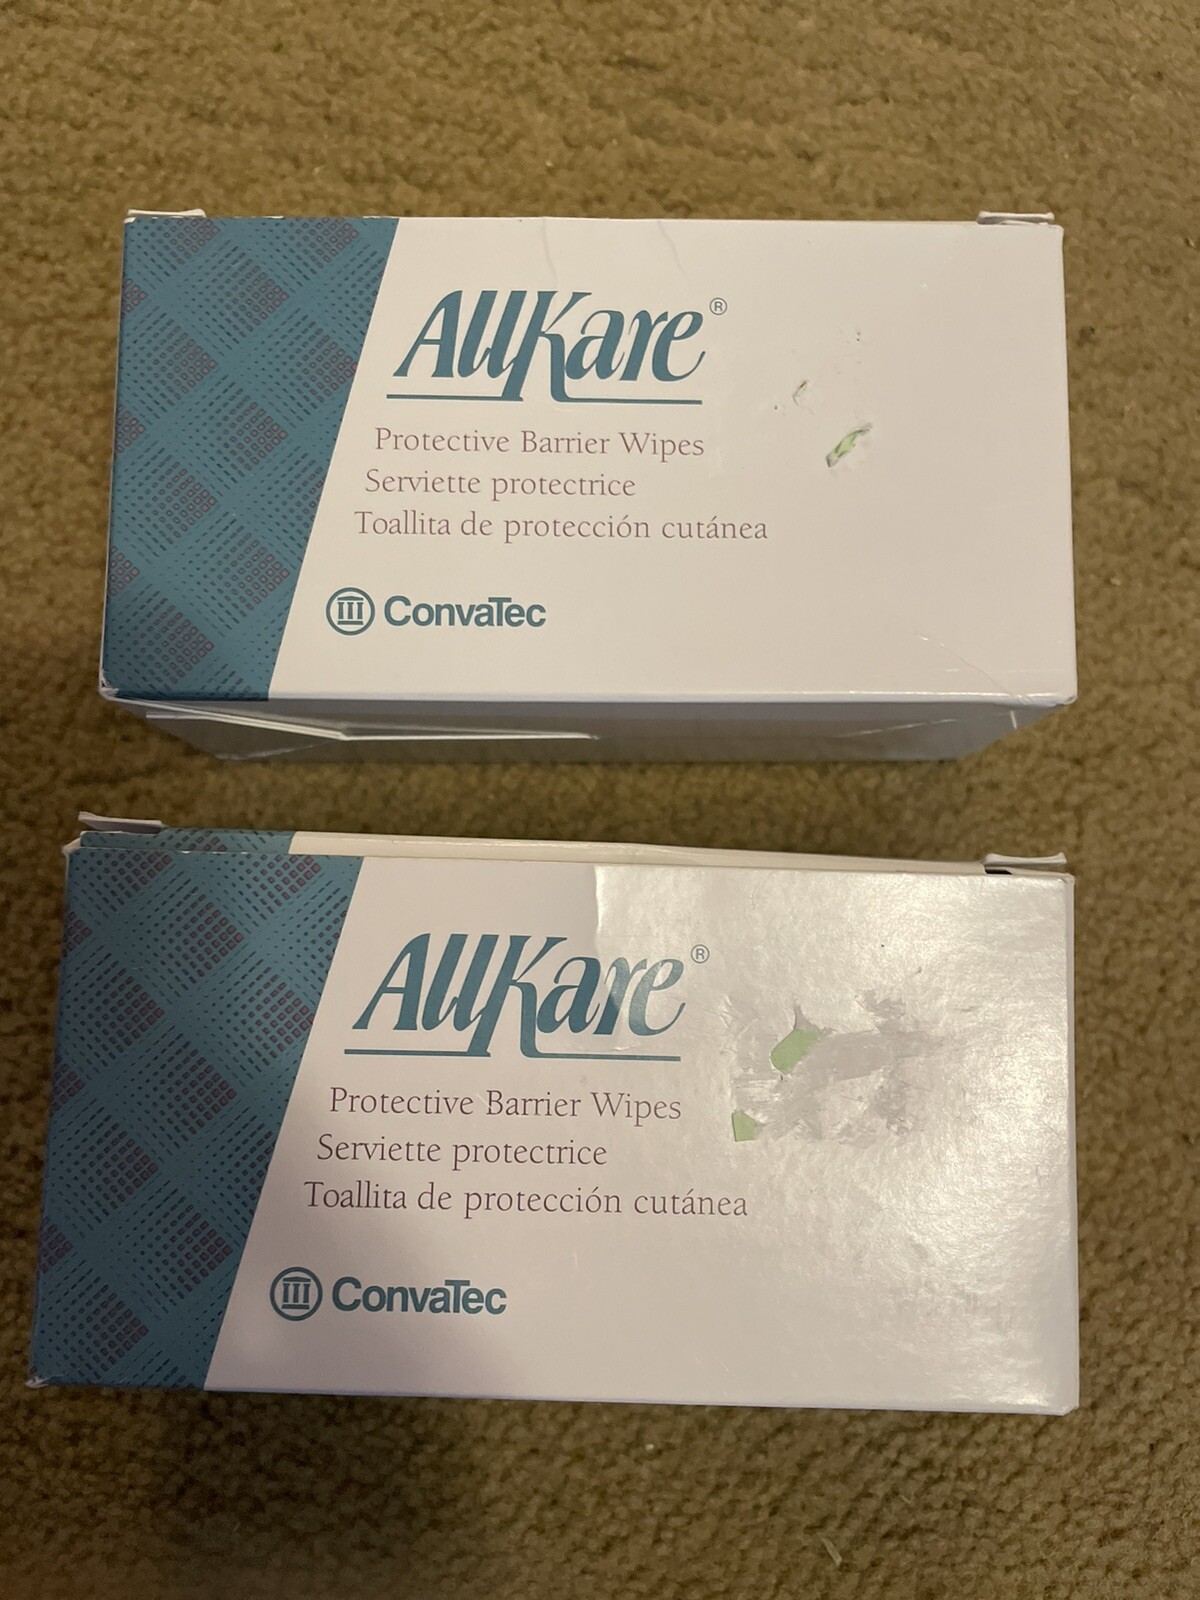 AllKare®
Protective Barrier Wipes
Serviette protectrice
Toallita de protección cutánea
ConvaTec
AllKare®
Protective Barrier Wipes
Serviette protectrice
Toallita de protección cutánea
ConvaTec